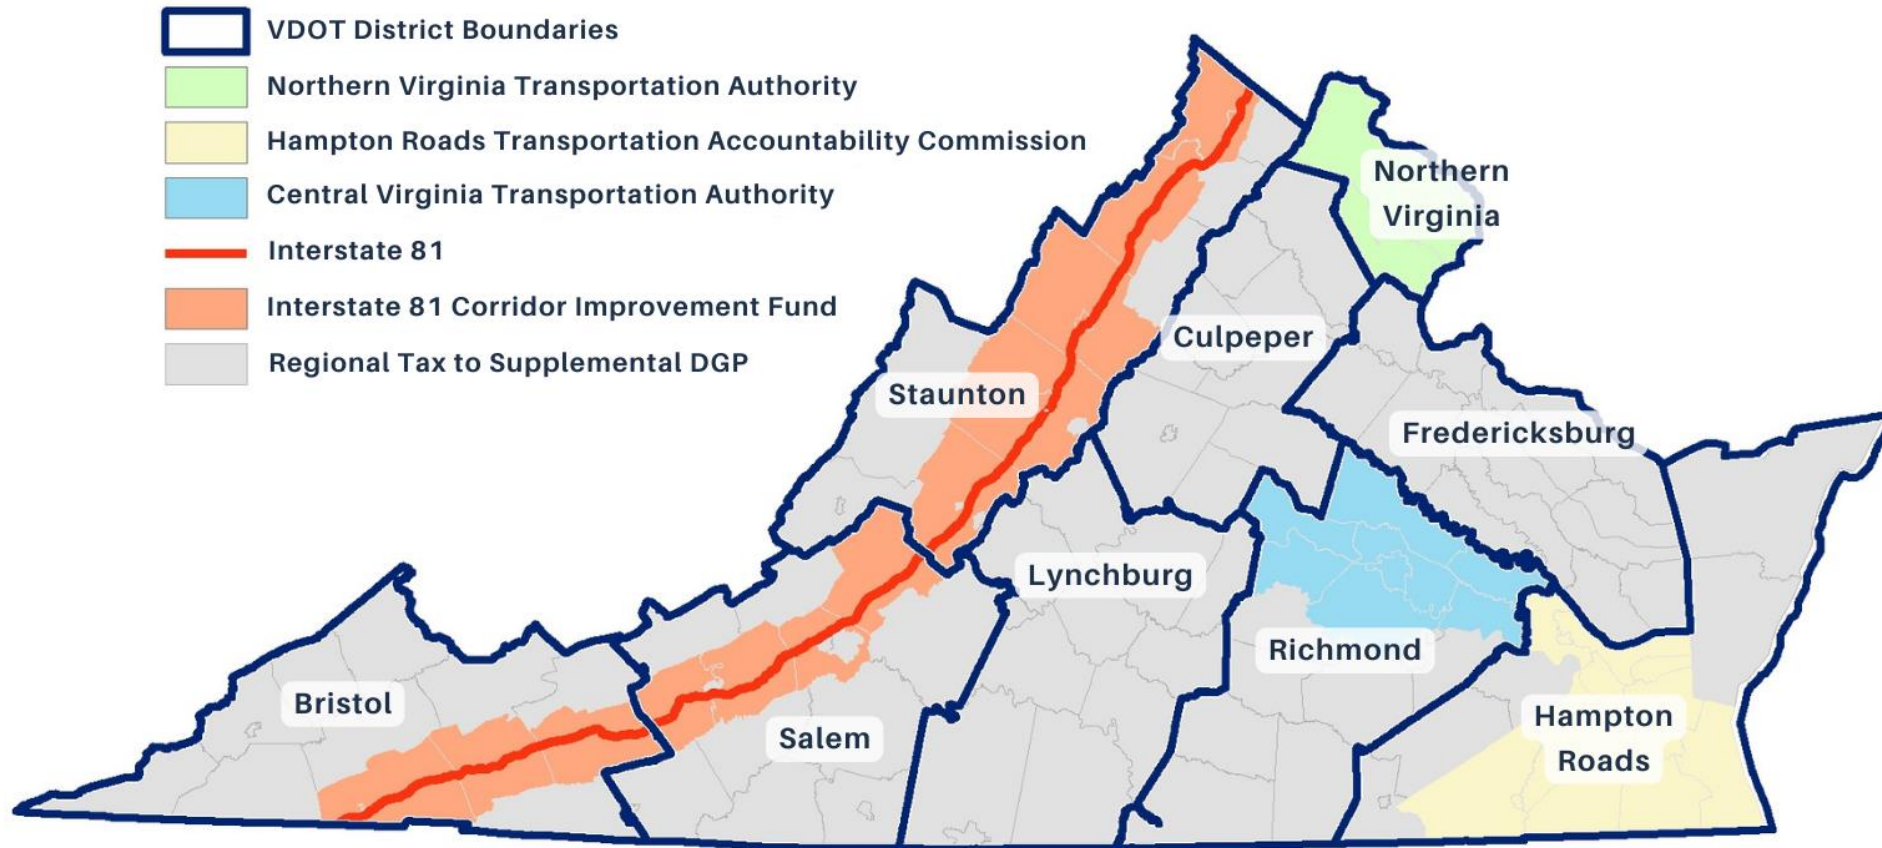 VDOT District Boundaries
Northern Virginia Transportation Authority
Hampton Roads Transportation Accountability Commission
Central Virginia Transportation Authority
Interstate 81
Interstate 81 Corridor Improvement Fund
Regional Tax to Supplemental DGP
Northern
Virginia
Culpeper
Staunton
Fredericksburg
Lynchburg
Richmond
Bristol
Salem
Hampton
Roads